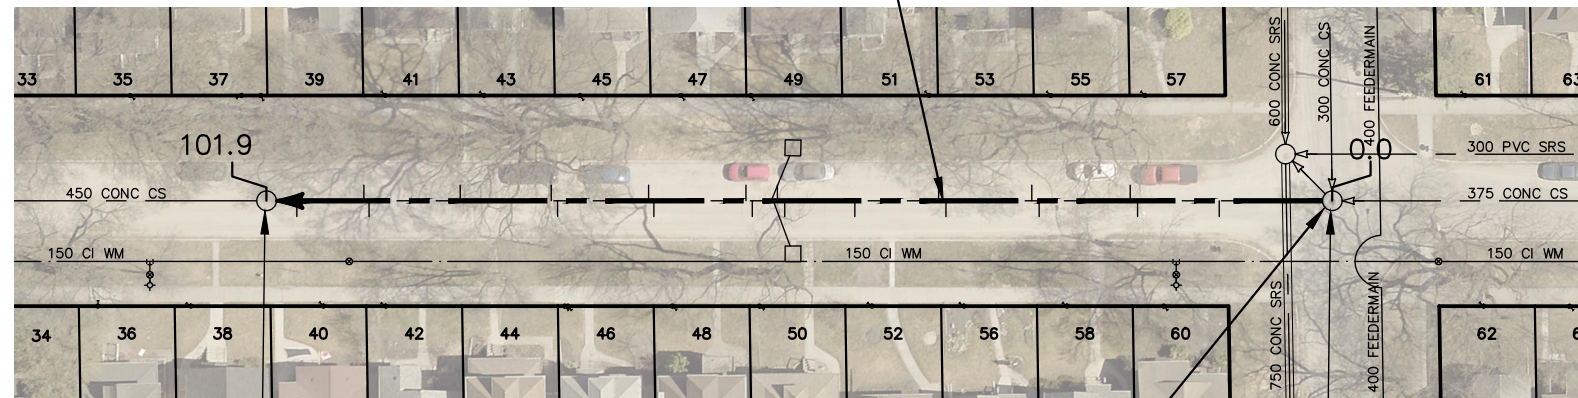 33 35 37 39 41 43 45 47 49 51 53 55 57 61
600 CONC SRS
300 CONC CS
400 FEEDERMAIN
101.9
0.0
300 PVC SRS
450 CONC CS
375 CONC CS
150 CI WM
150 CI WM
150 CI WM
750 CONC SRS
400 FEEDERMAIN
34 36 38 40 42 44 46 48 50 52 56 58 60 62